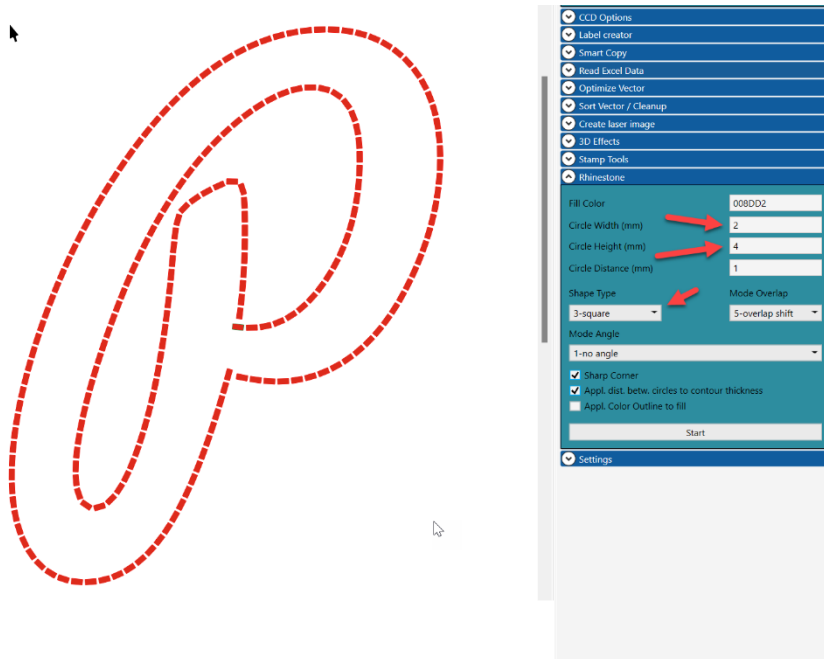 CCD Options
Label creator
Smart Copy
Read Excel Data
Optimize Vector
Sort Vector / Cleanup
Create laser image
3D Effects
Stamp Tools
Rhinestone
Fill Color 008DD2
Circle Width (mm) 2
Circle Height (mm) 4
Circle Distance (mm) 1
Shape Type Mode Overlap
3-square 5-overlap shift
Mode Angle
1-no angle
Sharp Corner
Appl. dist. betw. circles to contour thickness
Appl. Color Outline to fill
Start
Settings